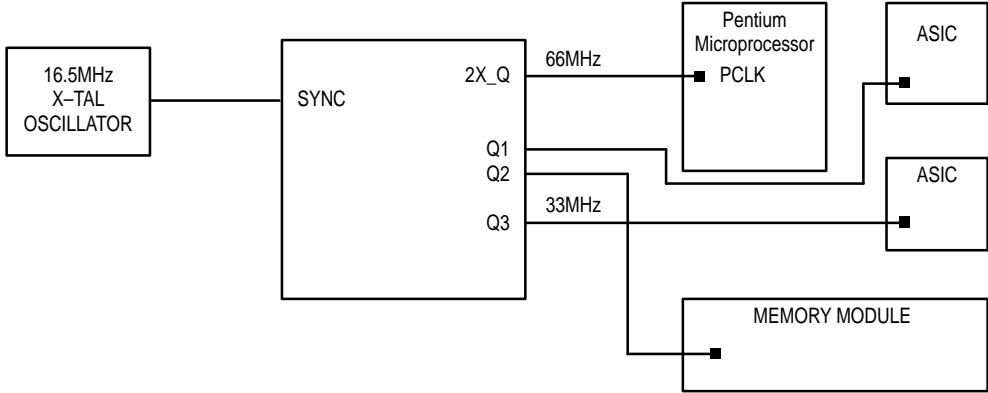 16.5MHz
X–TAL
OSCILLATOR
SYNC
2X_Q
Q1
Q2
Q3
66MHz
33MHz
Pentium
Microprocessor
PCLK
ASIC
ASIC
MEMORY MODULE